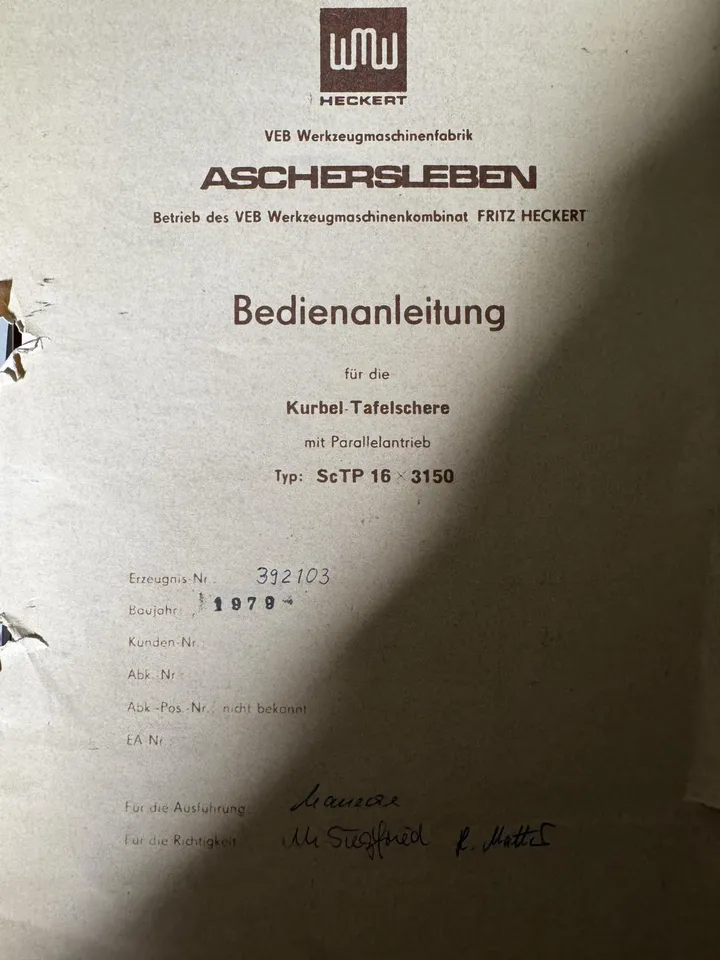 WMW
HECKERT
VEB Werkzeugmaschinenfabrik
ASCHERSLEBEN
Betrieb des VEB Werkzeugmaschinenkombinat FRITZ HECKERT
Bedienanleitung
für die
Kurbel-Tafelschere
mit Parallelantrieb
Typ: ScTP 16 × 3150
Erzeugnis-Nr.: 392103
Baujahr: 1979
Kunden-Nr.:
Abk.-Nr.:
Abk.-Pos.-Nr.: nicht bekannt
EA Nr.
Für die Ausführung:
Für die Richtigkeit: Siegfried